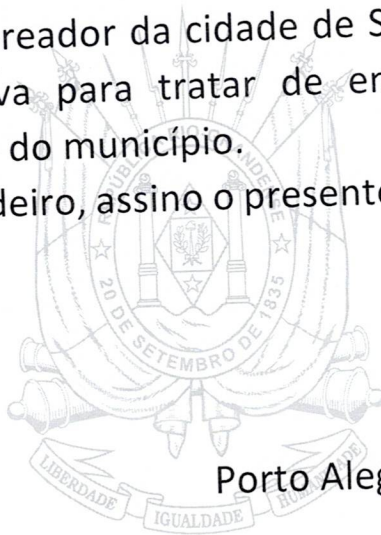 reador da cidade de S
va para tratar de er
do município.
deiro, assino o presente
REPÚBLICA RIO GRANDENSE
20 DE SETEMBRO DE 1835
LIBERDADE IGUALDADE HUMANIDADE
Porto Aleg